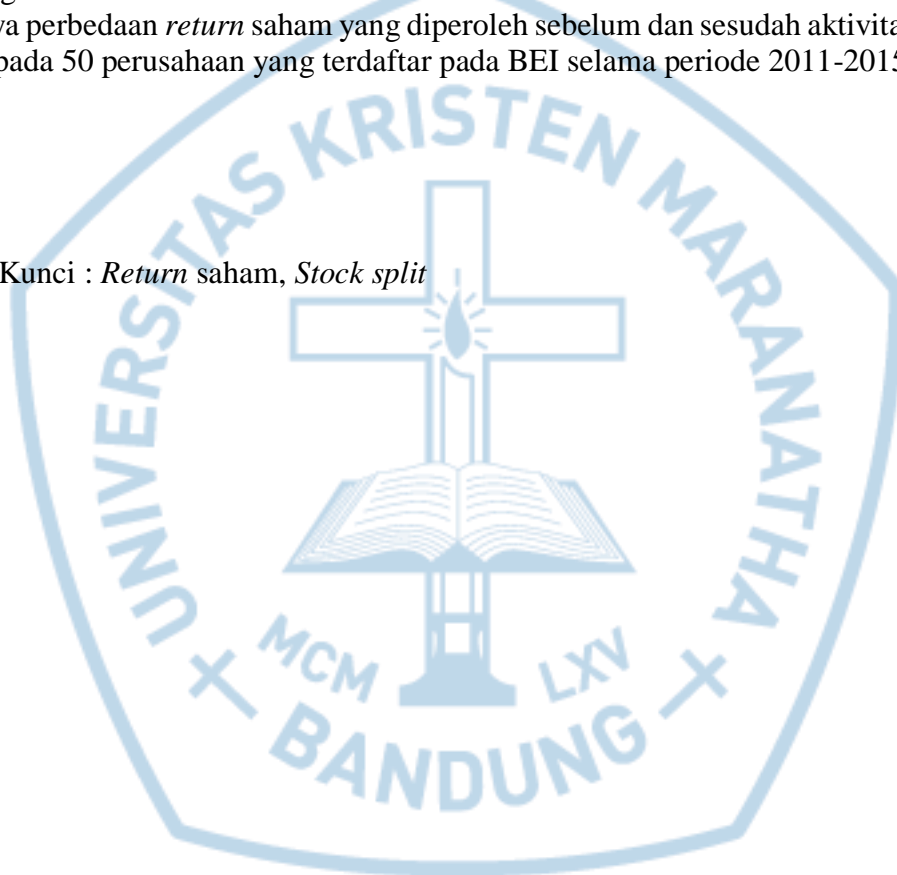 a perbedaan return saham yang diperoleh sebelum dan sesudah aktivita
pada 50 perusahaan yang terdaftar pada BEI selama periode 2011-2015
Kunci : Return saham, Stock split
UNIVERSITAS KRISTEN MARANATHA
MCM LXV
BANDUNG